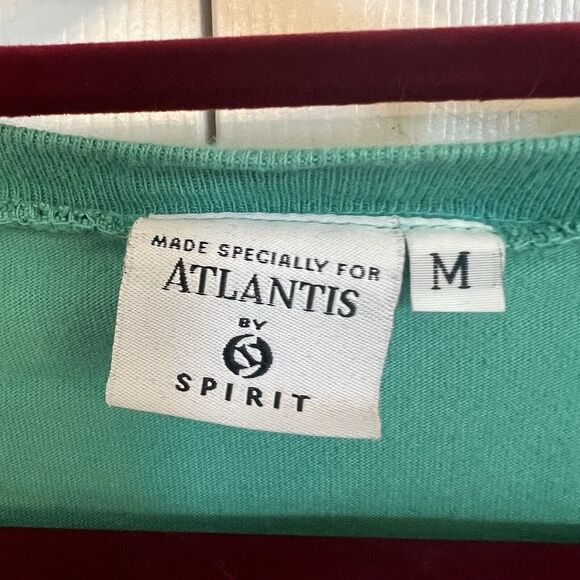 MADE SPECIALLY FOR
ATLANTIS
BY
SPIRIT
M